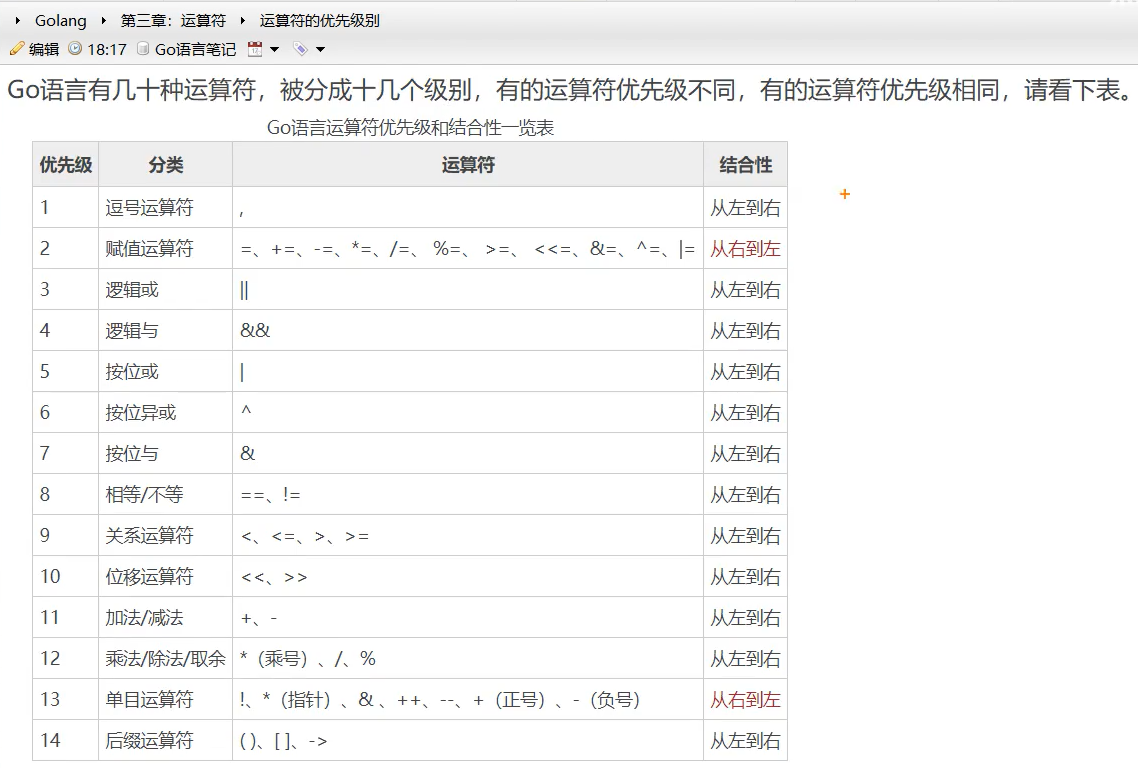 Golang 第三章：运算符 运算符的优先级别
编辑 18:17 Go语言笔记
Go语言有几十种运算符，被分成十几个级别，有的运算符优先级不同，有的运算符优先级相同，请看下表。
Go语言运算符优先级和结合性一览表
优先级 分类 运算符 结合性
1 逗号运算符 , 从左到右
2 赋值运算符 =、+=、-=、*=、/=、 %=、 >=、 <<=、&=、^=、|= 从右到左
3 逻辑或 || 从左到右
4 逻辑与 && 从左到右
5 按位或 | 从左到右
6 按位异或 ^ 从左到右
7 按位与 & 从左到右
8 相等/不等 ==、!= 从左到右
9 关系运算符 <、<=、>、>= 从左到右
10 位移运算符 <<、>> 从左到右
11 加法/减法 +、- 从左到右
12 乘法/除法/取余 *（乘号）、/、% 从左到右
13 单目运算符 !、*（指针）、& 、++、--、+（正号）、-（负号） 从右到左
14 后缀运算符 ( )、[ ]、-> 从左到右